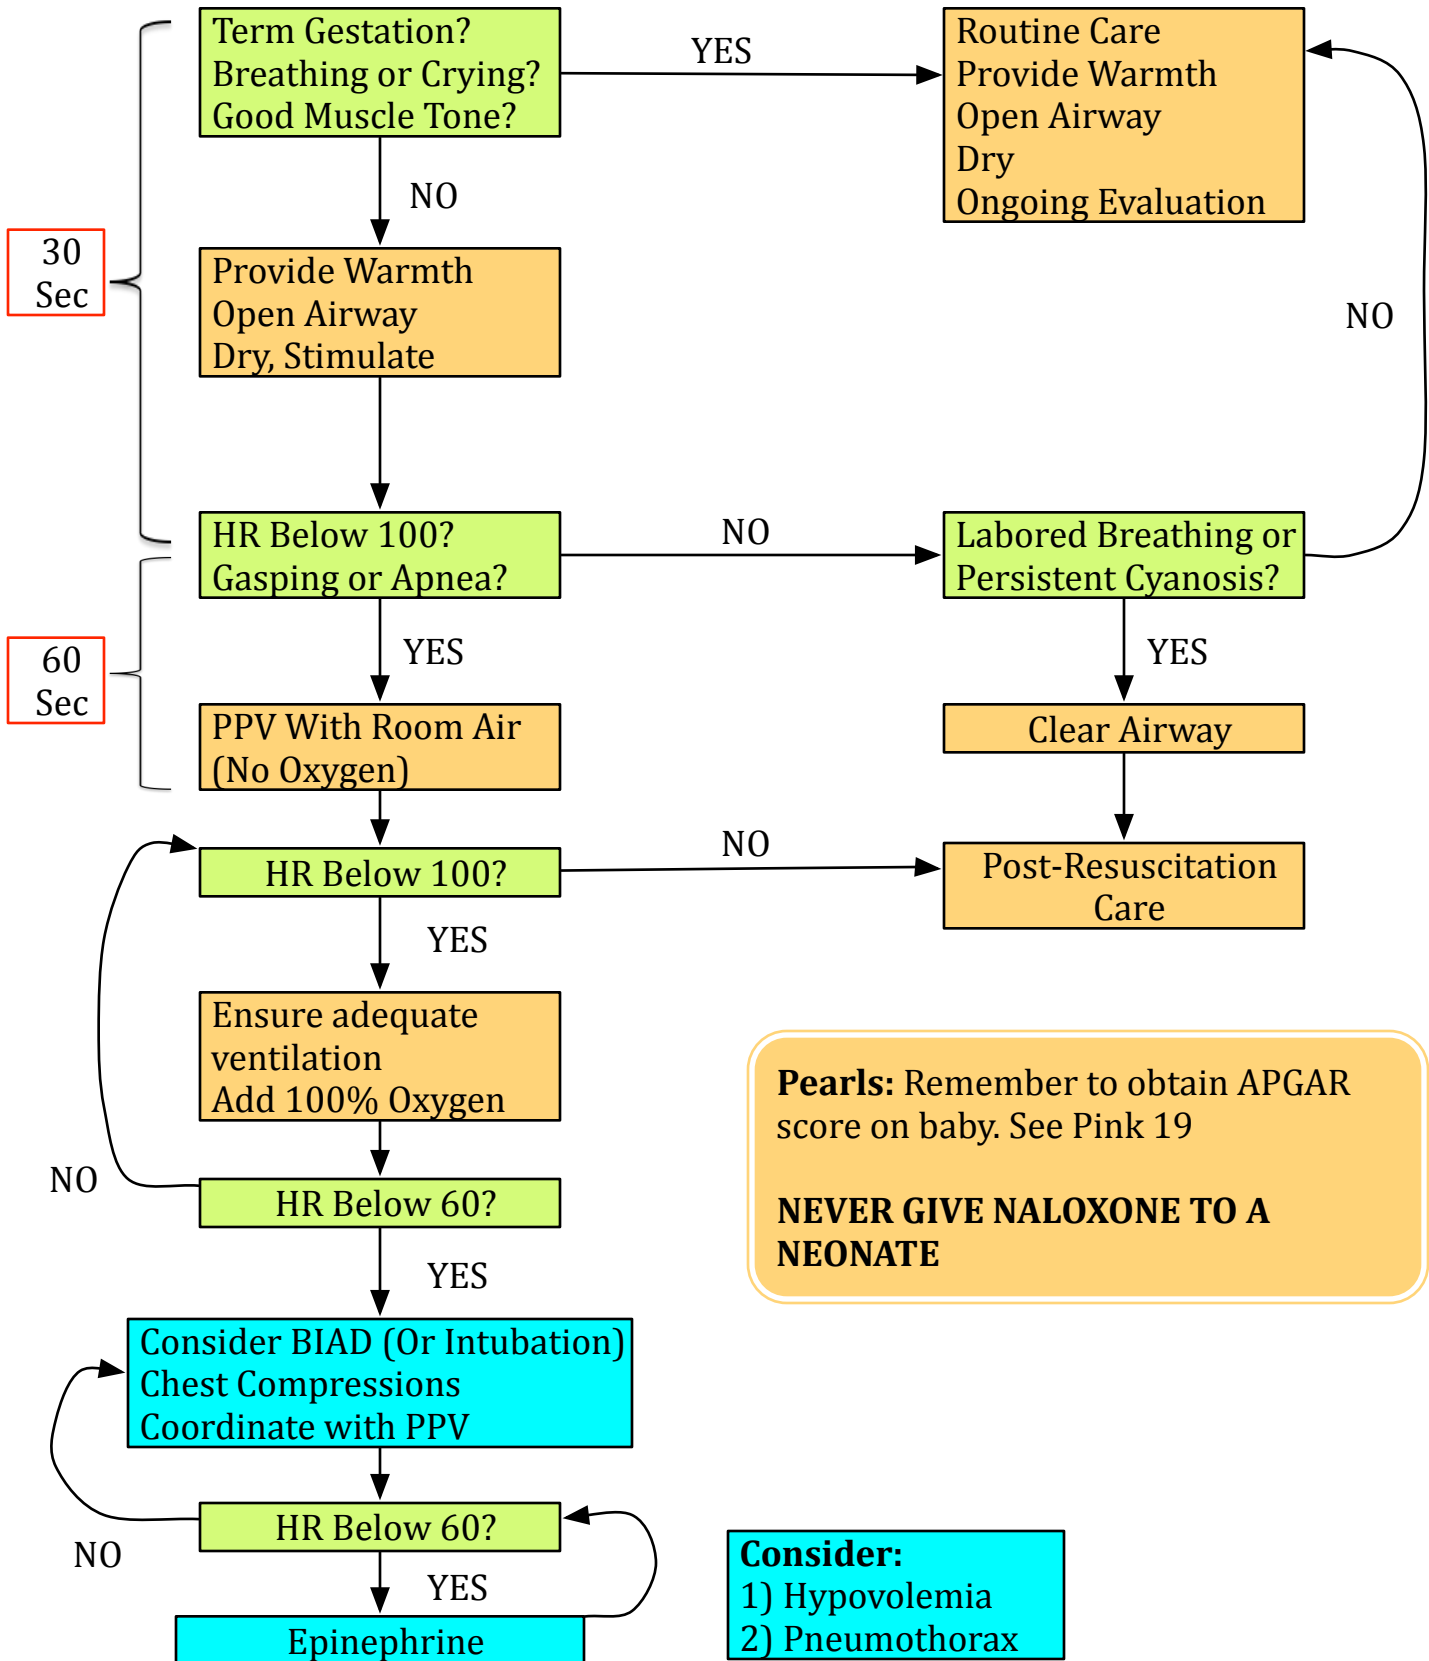 Term Gestation?
Breathing or Crying?
Good Muscle Tone?
YES
Routine Care
Provide Warmth
Open Airway
Dry
Ongoing Evaluation
NO
30
Sec
Provide Warmth
Open Airway
Dry, Stimulate
NO
HR Below 100?
Gasping or Apnea?
NO
Labored Breathing or
Persistent Cyanosis?
60
Sec
YES
YES
PPV With Room Air
(No Oxygen)
Clear Airway
HR Below 100?
NO
Post-Resuscitation
Care
YES
Ensure adequate
ventilation
Add 100% Oxygen
Pearls: Remember to obtain APGAR
score on baby. See Pink 19
NEVER GIVE NALOXONE TO A
NEONATE
NO
HR Below 60?
YES
Consider BIAD (Or Intubation)
Chest Compressions
Coordinate with PPV
HR Below 60?
NO
YES
Epinephrine
Consider:
1) Hypovolemia
2) Pneumothorax